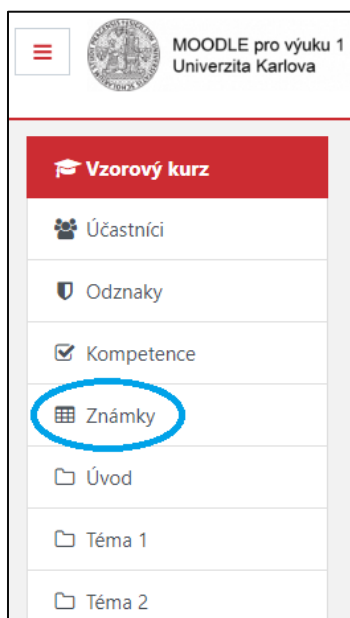 MOODLE pro výuku 1
Univerzita Karlova
Vzorový kurz
Účastníci
Odznaky
Kompetence
Známky
Úvod
Téma 1
Téma 2